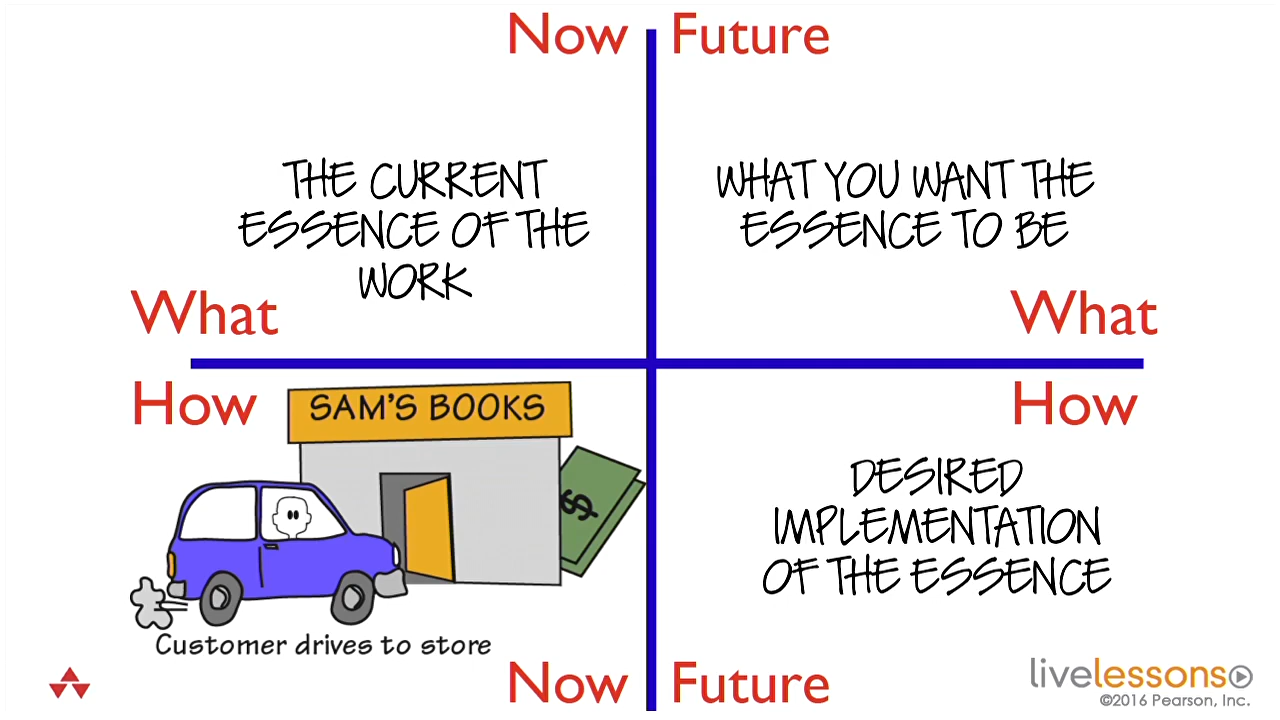 Now
Future
THE CURRENT
ESSENCE OF THE
WORK
WHAT YOU WANT THE
ESSENCE TO BE
What
What
How
How
SAM'S BOOKS
$
DESIRED
IMPLEMENTATION
OF THE ESSENCE
Customer drives to store
Now
Future
livelessons
©2016 Pearson, Inc.